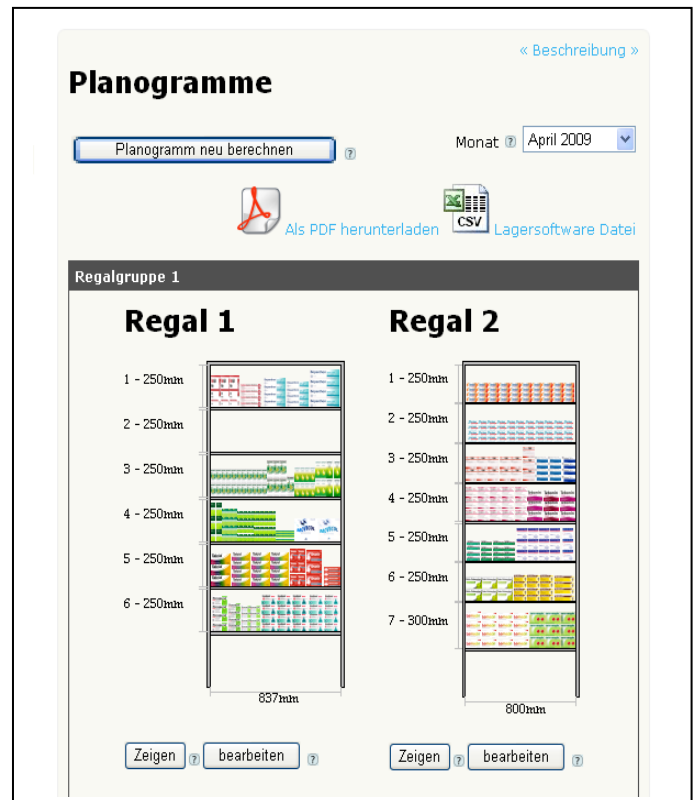 « Beschreibung »
Planogramme
Planogramm neu berechnen ?
Monat ? April 2009
Als PDF herunterladen
CSV Lagersoftware Datei
Regalgruppe 1
Regal 1
1 - 250mm
2 - 250mm
3 - 250mm
4 - 250mm
5 - 250mm
6 - 250mm
837mm
Zeigen ? bearbeiten ?
Regal 2
1 - 250mm
2 - 250mm
3 - 250mm
4 - 250mm
5 - 250mm
6 - 250mm
7 - 300mm
800mm
Zeigen ? bearbeiten ?